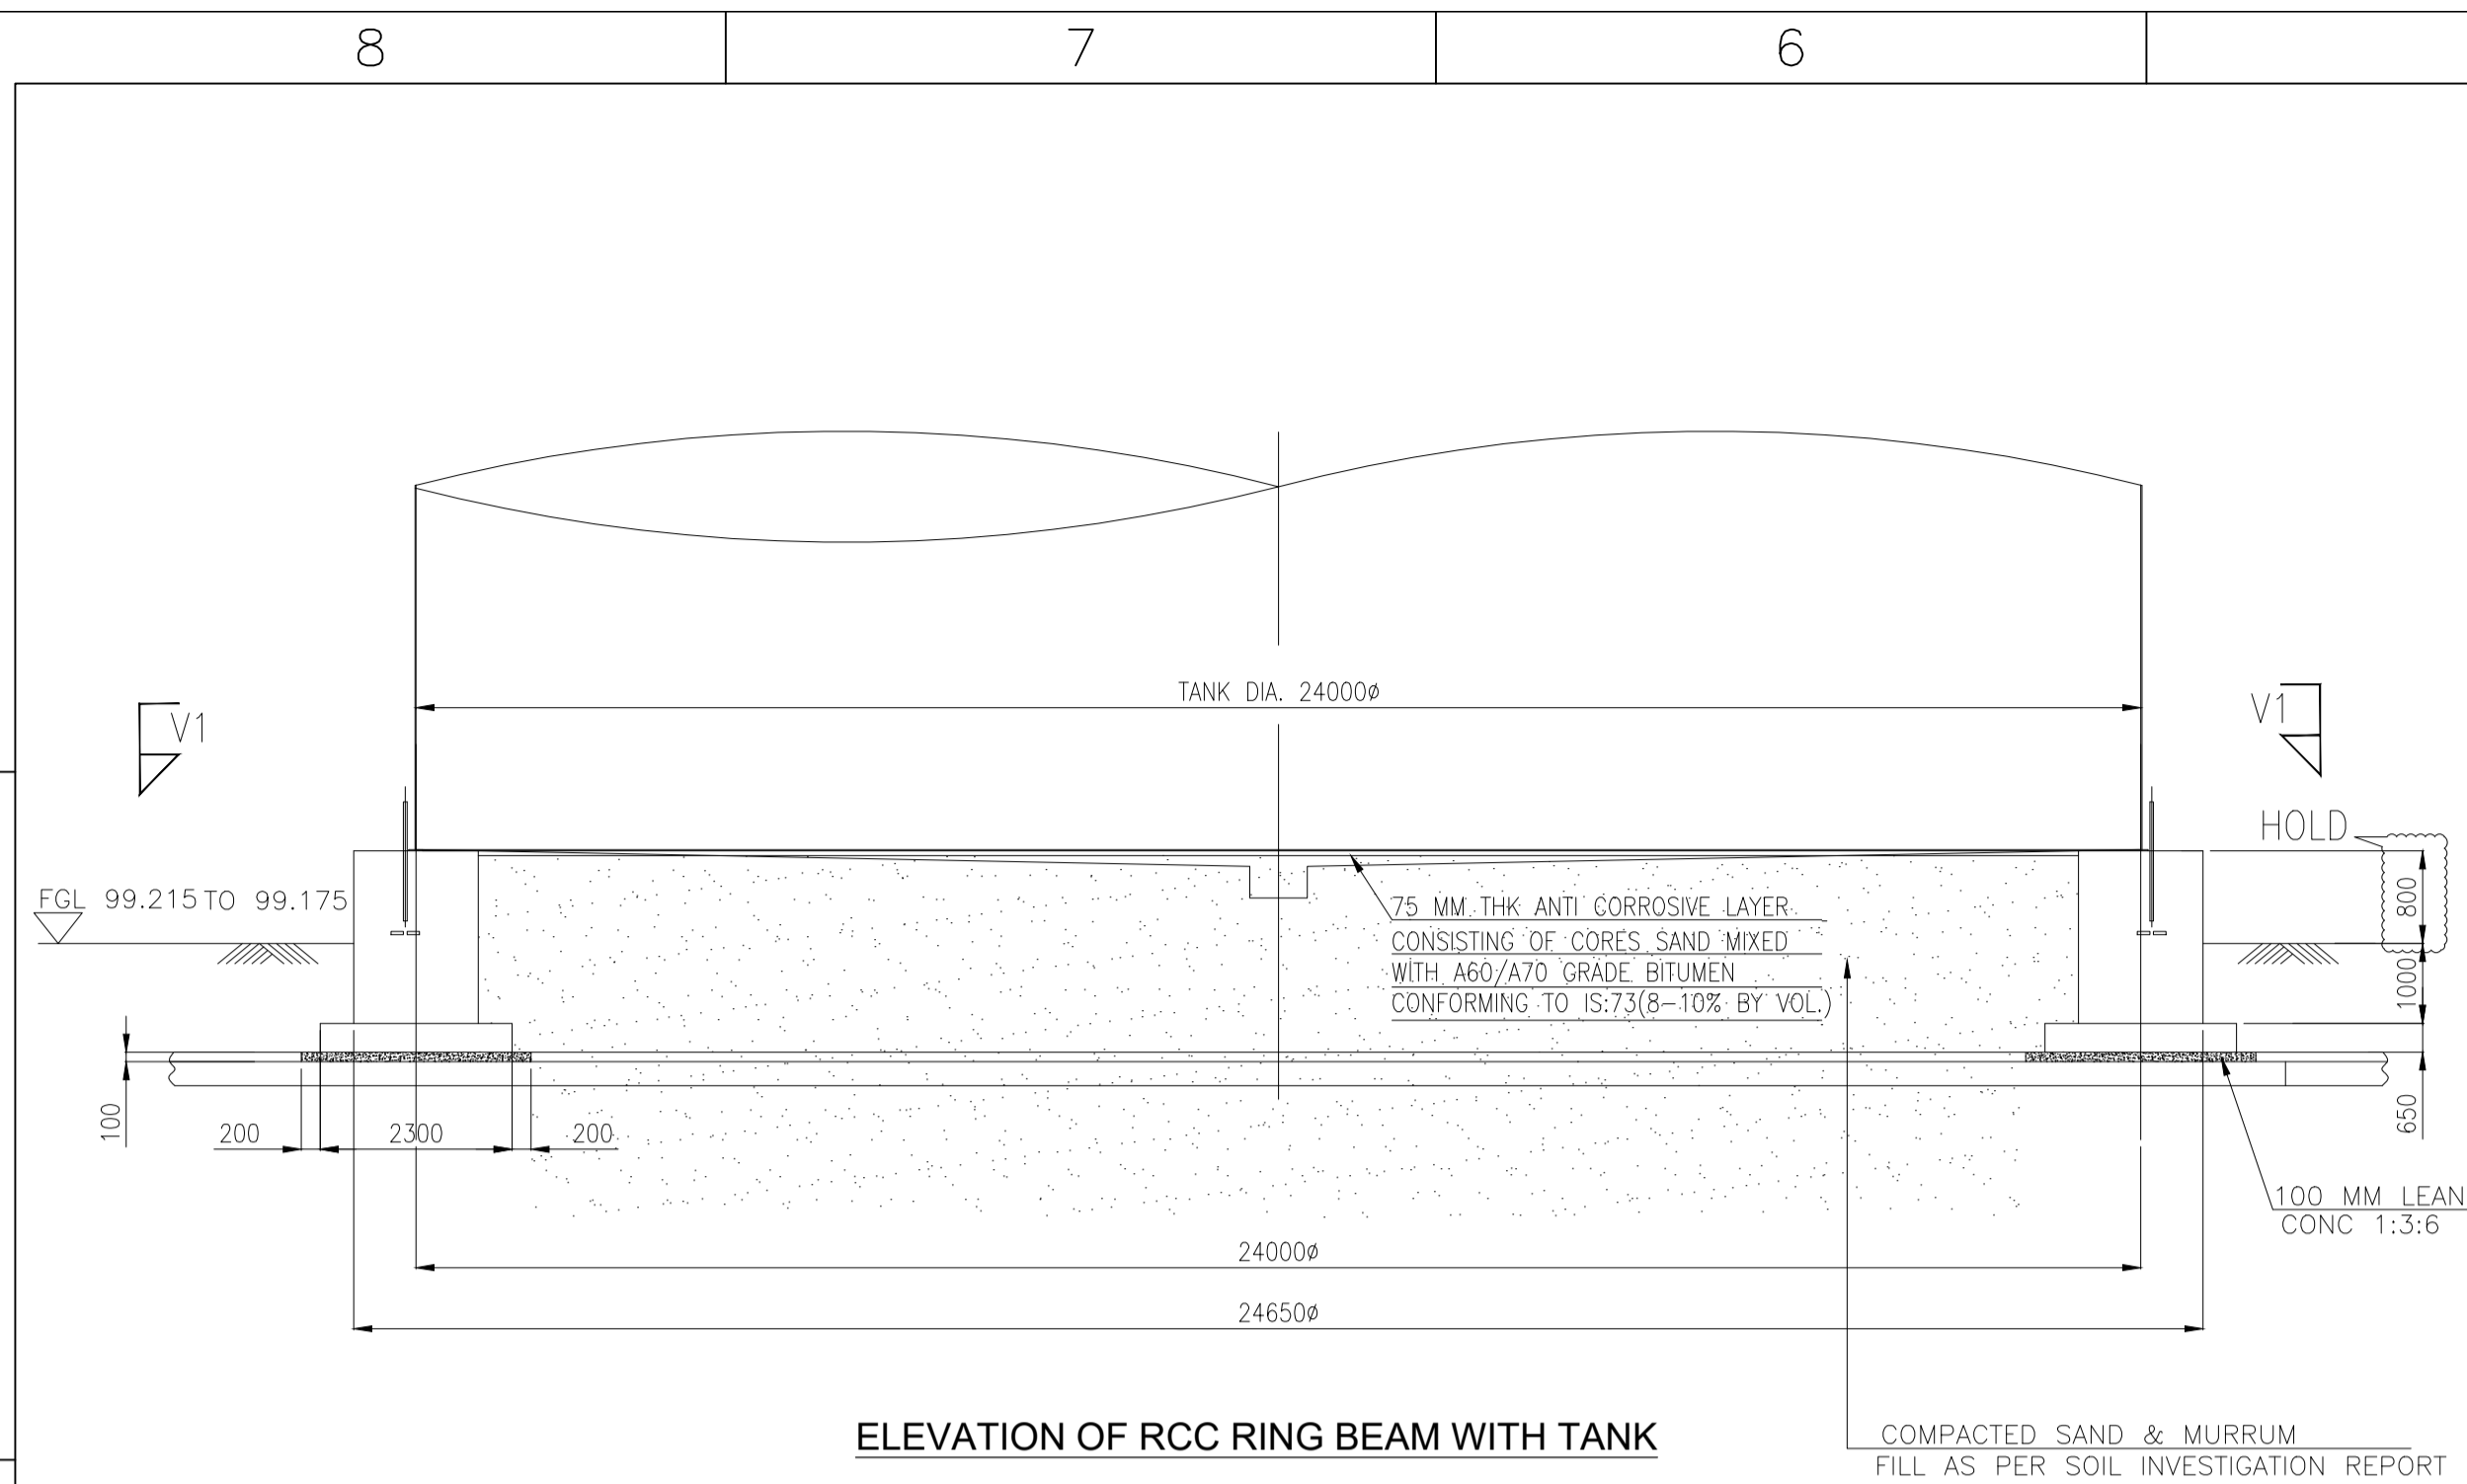 8
7
6
TANK DIA. 24000ø
V1
V1
HOLD
FGL 99.215 TO 99.175
800
75 MM THK ANTI CORROSIVE LAYER
CONSISTING OF CORES SAND MIXED
WITH A60/A70 GRADE BITUMEN
CONFORMING TO IS:73(8-10% BY VOL.)
1000
100
200
2300
200
650
100 MM LEAN
CONC 1:3:6
24000ø
24650ø
ELEVATION OF RCC RING BEAM WITH TANK
COMPACTED SAND & MURRUM
FILL AS PER SOIL INVESTIGATION REPORT